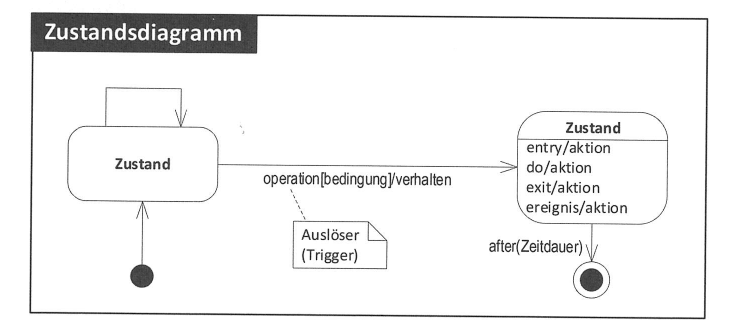 Zustandsdiagramm
Zustand
operation[bedingung]/verhalten
Auslöser
(Trigger)
Zustand
entry/aktion
do/aktion
exit/aktion
ereignis/aktion
after(Zeitdauer)